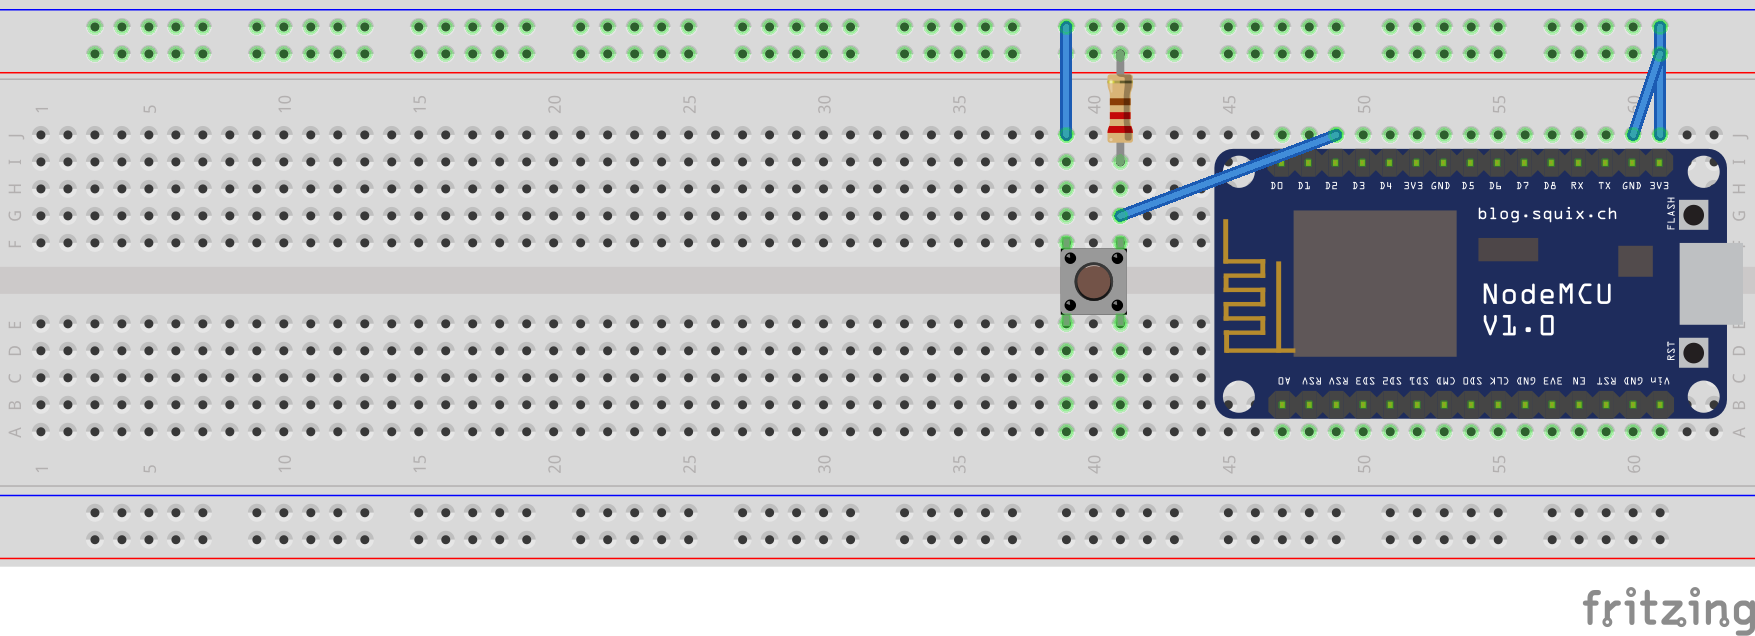 1 5 10 15 20 25 30 35 40 45 50 55 60
J J
I I
H H
G G
F
D0 D1 D2 D3 D4 3V3 GND D5 D6 D7 D8 RX TX GND 3V3
FLASH
blog.squix.ch
NodeMCU
V1.0
E E
D D
C C
B B
A A
RST
A0 RSV RSV SD3 SD2 SD1 CMD SD0 CLK GND 3V3 EN RST GND Vin
1 5 10 15 20 25 30 35 40 45 50 55 60
fritzing